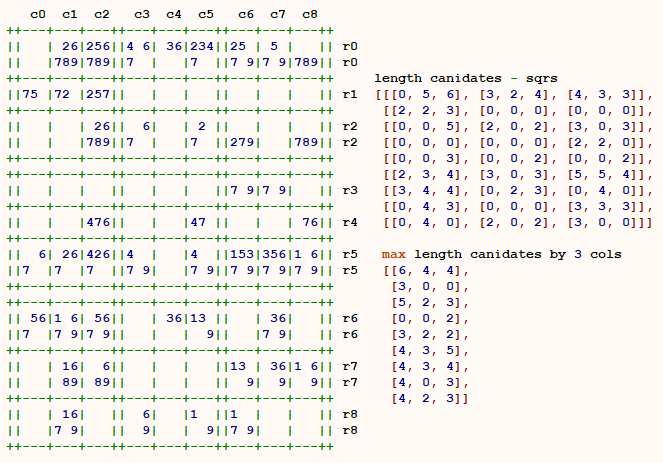 c0 c1 c2 c3 c4 c5 c6 c7 c8
++---+---+---++---+---+---++---+---+---++
|| | 26|256||4 6| 36|234||25 | 5 | || r0
|| |789|789||7 | |7 ||7 9|7 9|789|| r0
++---+---+---++---+---+---++---+---+---++ length canidates - sqrs
||75 |72 |257|| | | || | | || r1 [[[0, 5, 6], [3, 2, 4], [4, 3, 3]],
++---+---+---++---+---+---++---+---+---++ [[2, 2, 3], [0, 0, 0], [0, 0, 0]],
|| | | 26|| 6| | 2 || | | || r2 [[0, 0, 5], [2, 0, 2], [3, 0, 3]],
|| | |789||7 | |7 ||279| |789|| r2 [[0, 0, 0], [0, 0, 0], [2, 2, 0]],
++---+---+---++---+---+---++---+---+---++ [[0, 0, 3], [0, 0, 2], [0, 0, 2]],
++---+---+---++---+---+---++---+---+---++ [[2, 3, 4], [3, 0, 3], [5, 5, 4]],
|| | | || | | ||7 9|7 9| || r3 [[3, 4, 4], [0, 2, 3], [0, 4, 0]],
++---+---+---++---+---+---++---+---+---++ [[0, 4, 3], [0, 0, 0], [3, 3, 3]],
|| | |476|| | |47 || | | 76|| r4 [[0, 4, 0], [2, 0, 2], [3, 0, 0]]]
++---+---+---++---+---+---++---+---+---++
|| 6| 26|426||4 | |4 ||153|356|1 6|| r5 max length canidates by 3 cols
||7 |7 |7 ||7 9| |7 9||7 9|7 9|7 9|| r5 [[6, 4, 4],
++---+---+---++---+---+---++---+---+---++ [3, 0, 0],
++---+---+---++---+---+---++---+---+---++ [5, 2, 3],
|| 56|1 6| 56|| | 36|13 || | 36| || r6 [0, 0, 2],
||7 |7 9|7 9|| | | 9|| |7 9| || r6 [3, 2, 2],
++---+---+---++---+---+---++---+---+---++ [4, 3, 5],
|| | 16| 6|| | | ||13 | 36|1 6|| r7 [4, 3, 4],
|| | 89| 89|| | | || 9| 9| 9|| r7 [4, 0, 3],
++---+---+---++---+---+---++---+---+---++ [4, 2, 3]]
|| | 16| || 6| |1 ||1 | | || r8
|| |7 9| || 9| | 9||7 9| | || r8
++---+---+---++---+---+---++---+---+---++